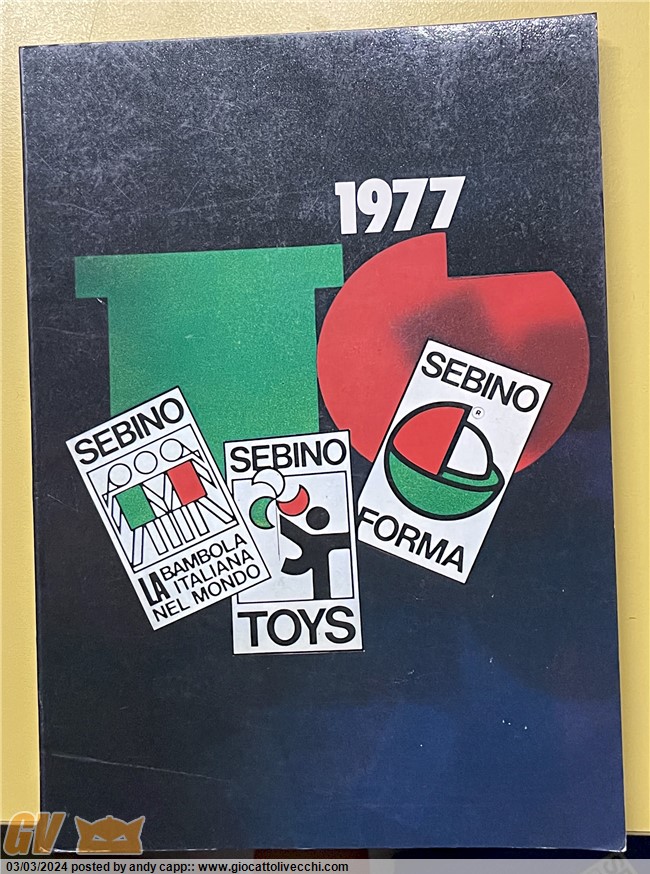 1977
SEBINO
LA BAMBOLA
ITALIANA
NEL MONDO
SEBINO
TOYS
SEBINO
®
FORMA
GV
03/03/2024 posted by andy capp:: www.giocattolivecchi.com